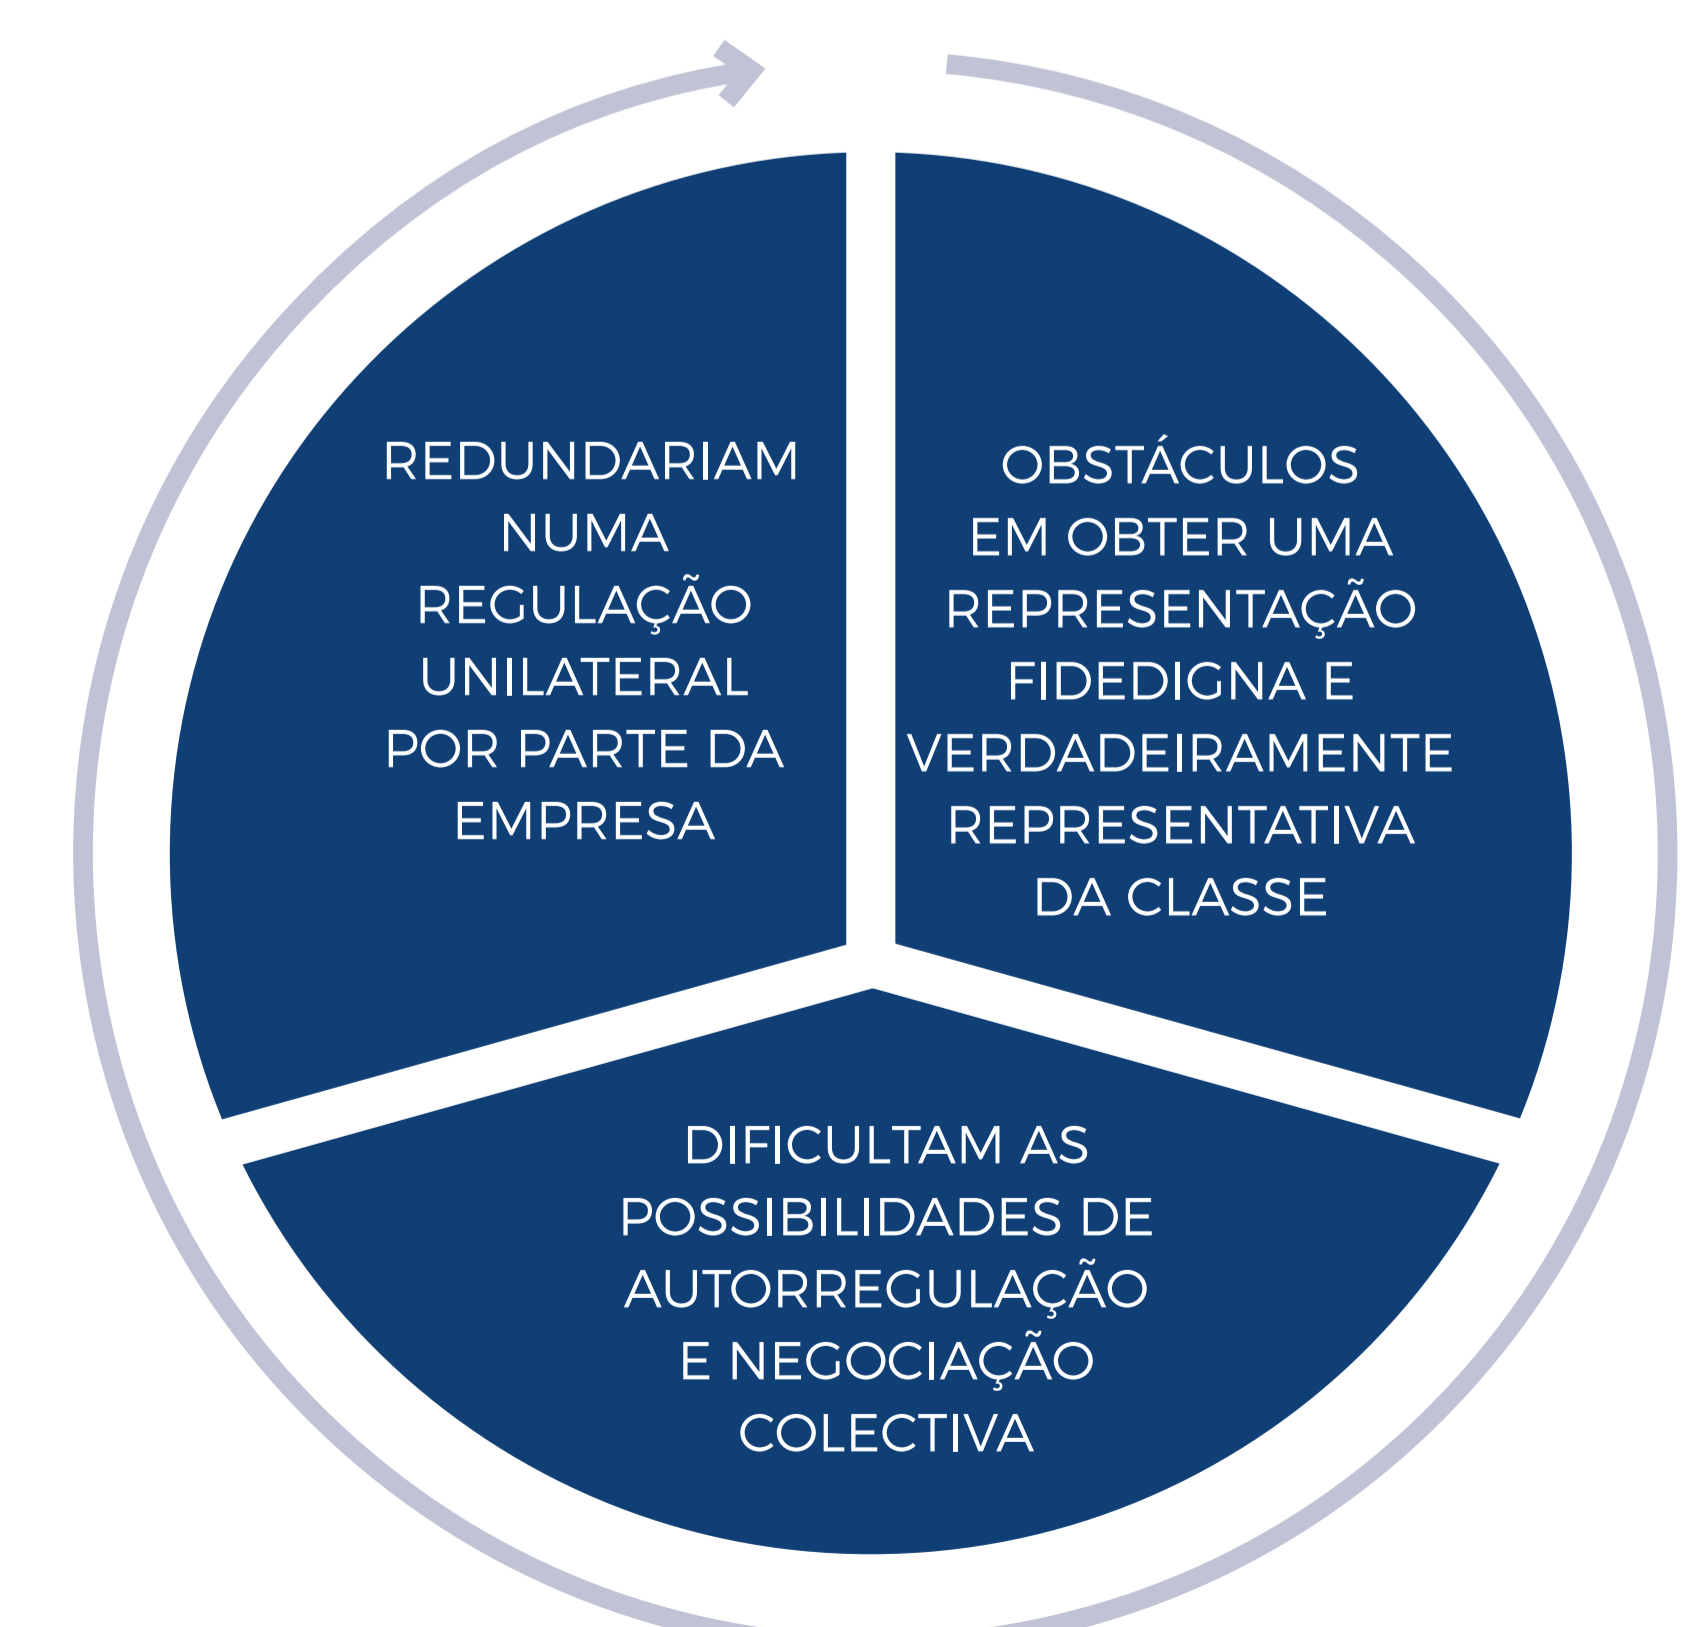 REDUNDARIAM
NUMA
REGULAÇÃO
UNILATERAL
POR PARTE DA
EMPRESA
OBSTÁCULOS
EM OBTER UMA
REPRESENTAÇÃO
FIDEDIGNA E
VERDADEIRAMENTE
REPRESENTATIVA
DA CLASSE
DIFICULTAM AS
POSSIBILIDADES DE
AUTORREGULAÇÃO
E NEGOCIAÇÃO
COLECTIVA